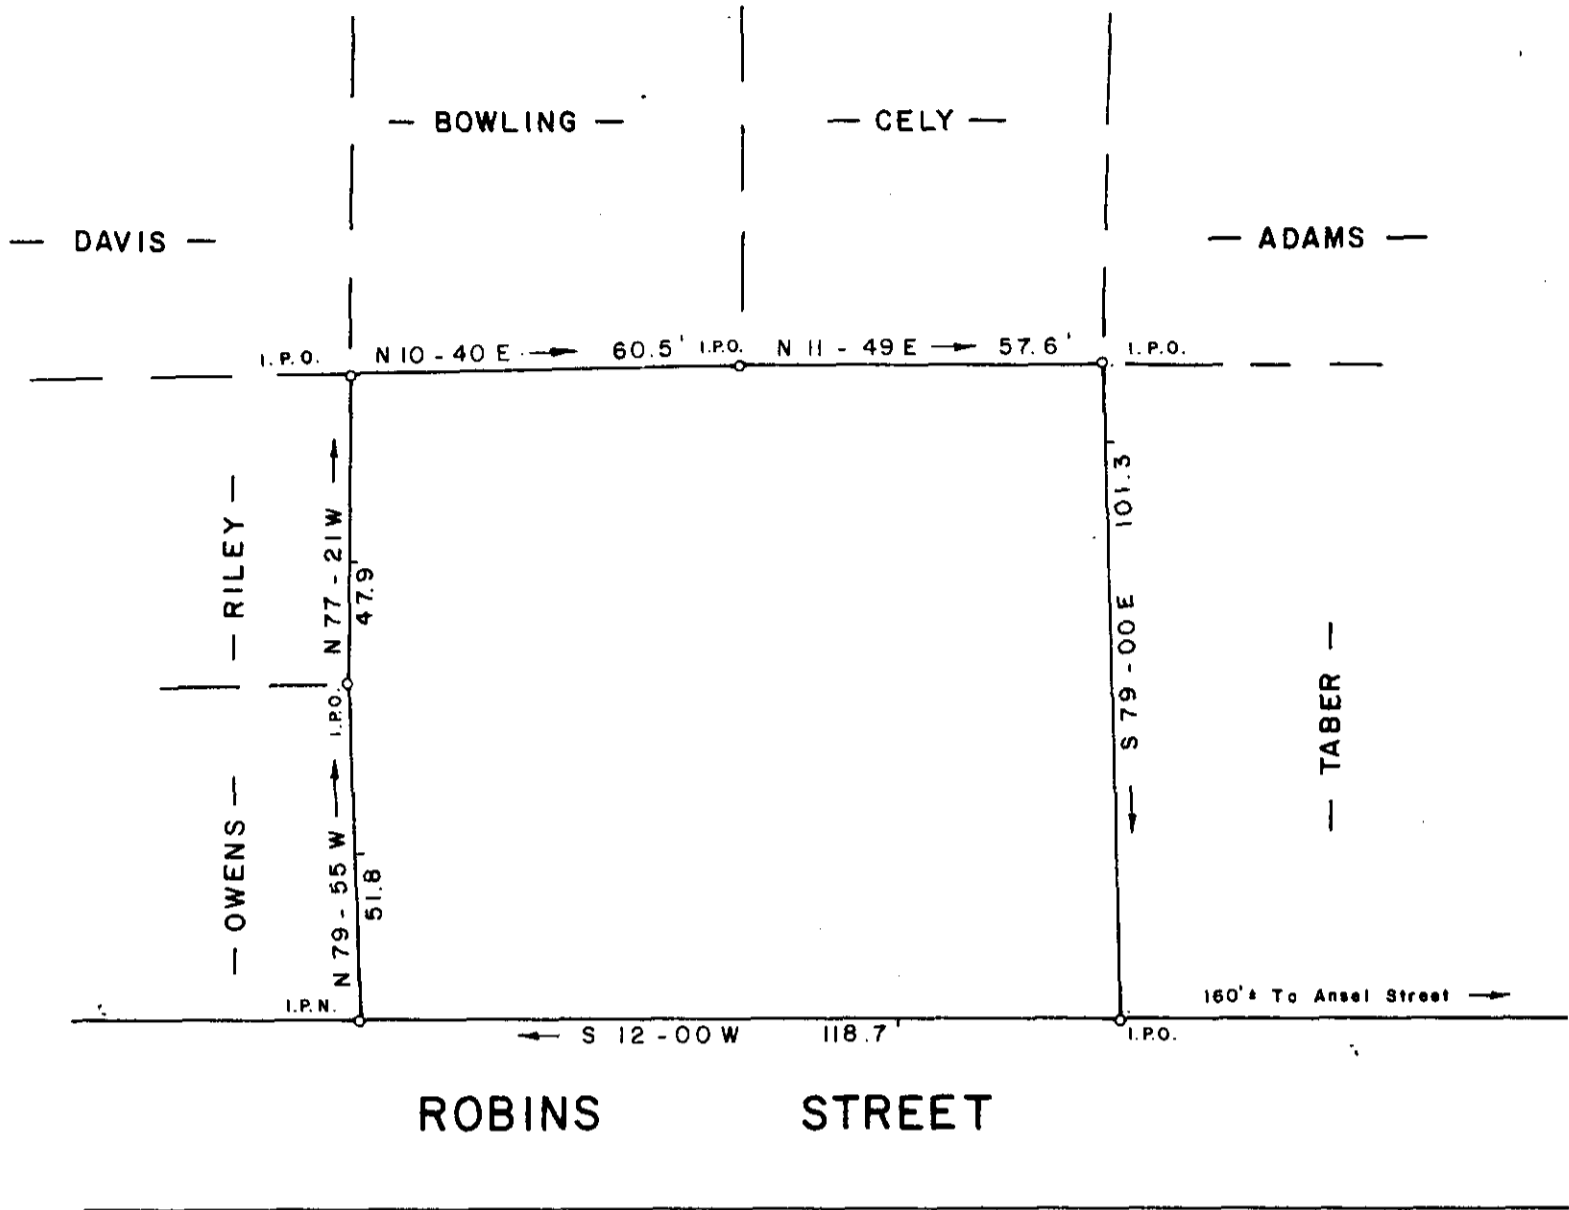 — BOWLING —
— CELY —
— DAVIS —
— ADAMS —
I.P.O.
N 10 - 40 E → 60.5'
I.P.O.
N 11 - 49 E → 57.6'
I.P.O.
— RILEY —
N 77 - 21 W →
47.9'
I.P.O.
— OWENS —
N 79 - 55 W →
51.8'
I.P.N.
S 79 - 00 E → 101.3'
— TABER —
160'± To Ansel Street →
I.P.O.
← S 12 - 00 W 118.7'
ROBINS STREET